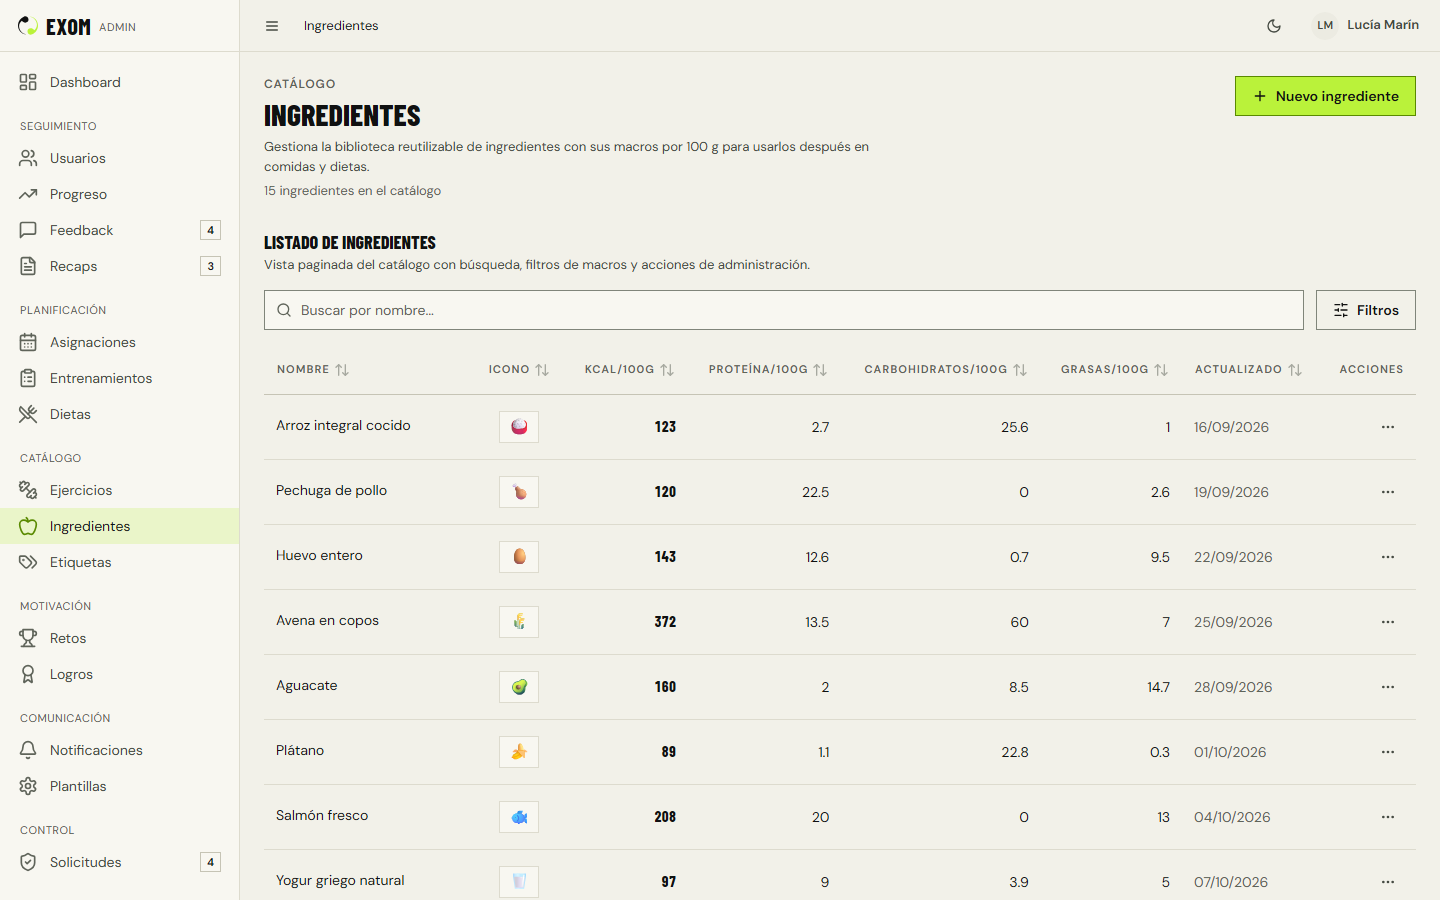 EXOM ADMIN
Ingredientes
LM Lucía Marín
Dashboard
SEGUIMIENTO
Usuarios
Progreso
Feedback 4
Recaps 3
PLANIFICACIÓN
Asignaciones
Entrenamientos
Dietas
CATÁLOGO
Ejercicios
Ingredientes
Etiquetas
MOTIVACIÓN
Retos
Logros
COMUNICACIÓN
Notificaciones
Plantillas
CONTROL
Solicitudes 4
CATÁLOGO
INGREDIENTES
Gestiona la biblioteca reutilizable de ingredientes con sus macros por 100 g para usarlos después en
comidas y dietas.
15 ingredientes en el catálogo
Nuevo ingrediente
LISTADO DE INGREDIENTES
Vista paginada del catálogo con búsqueda, filtros de macros y acciones de administración.
Buscar por nombre...
Filtros
NOMBRE ICONO KCAL/100G PROTEÍNA/100G CARBOHIDRATOS/100G GRASAS/100G ACTUALIZADO ACCIONES
Arroz integral cocido 123 2.7 25.6 1 16/09/2026
Pechuga de pollo 120 22.5 0 2.6 19/09/2026
Huevo entero 143 12.6 0.7 9.5 22/09/2026
Avena en copos 372 13.5 60 7 25/09/2026
Aguacate 160 2 8.5 14.7 28/09/2026
Plátano 89 1.1 22.8 0.3 01/10/2026
Salmón fresco 208 20 0 13 04/10/2026
Yogur griego natural 97 9 3.9 5 07/10/2026